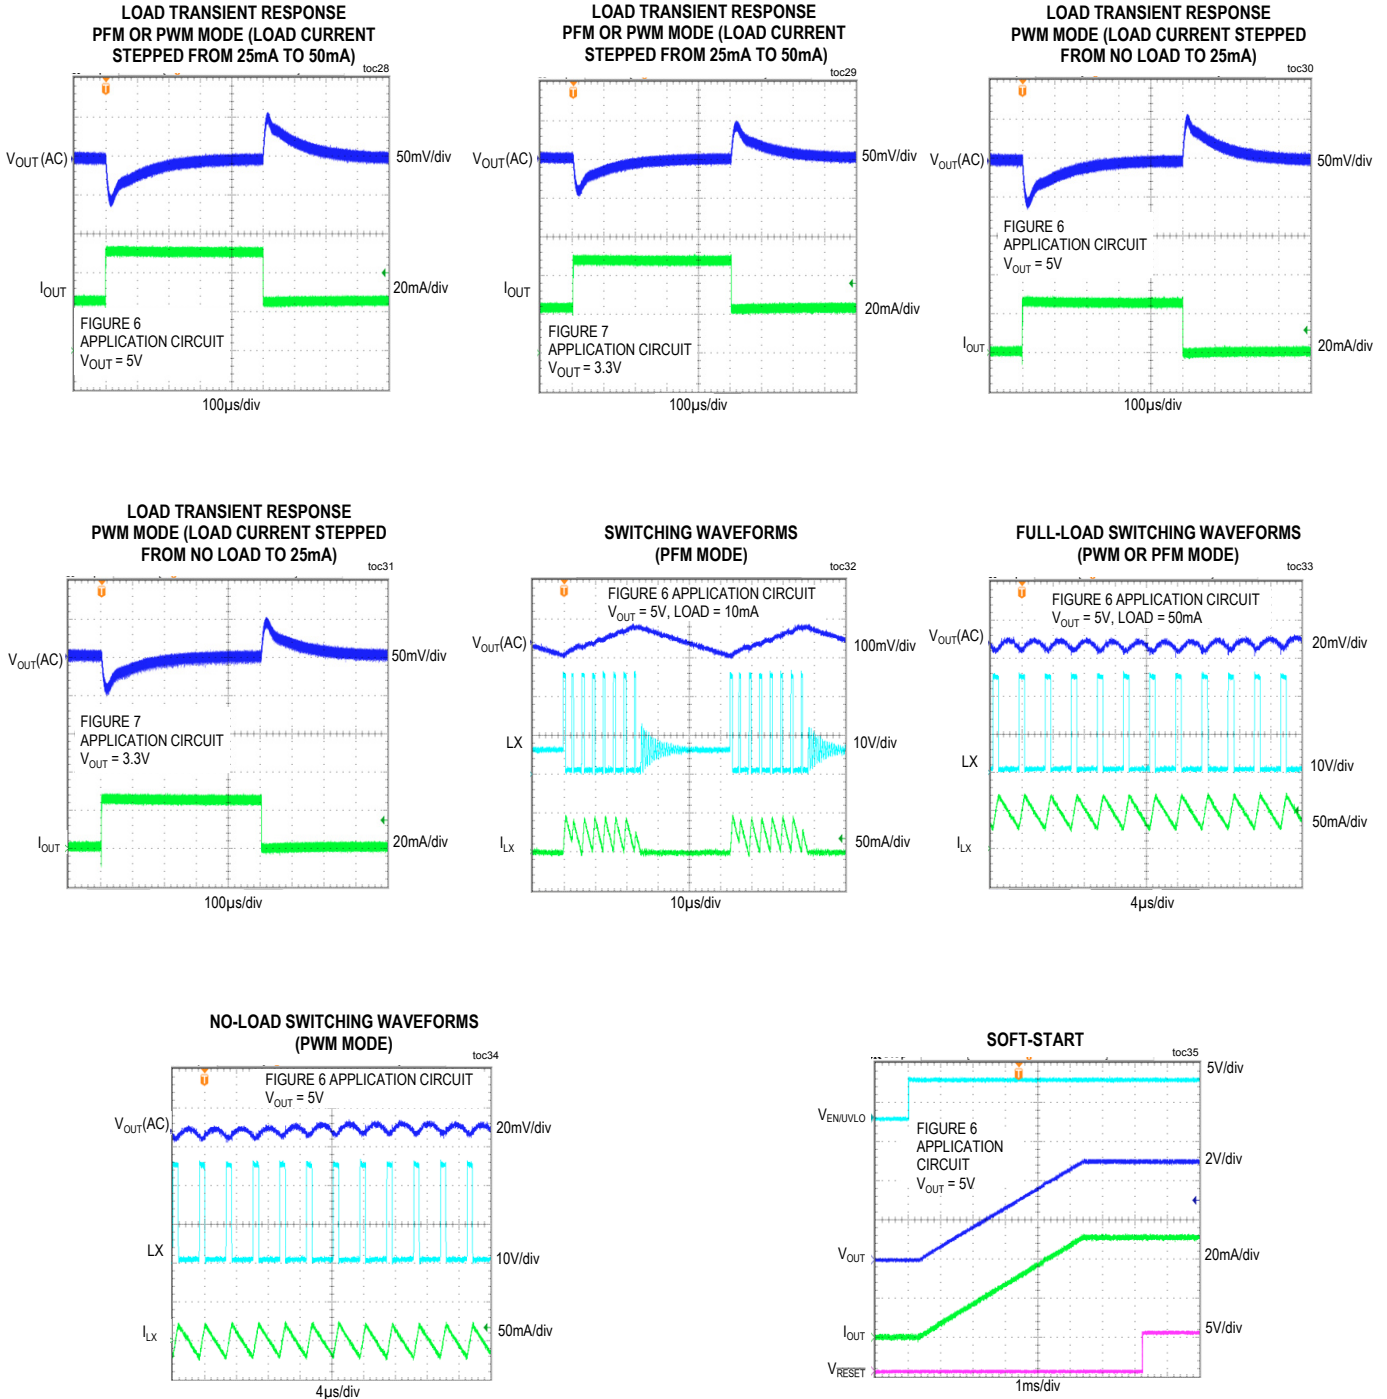 LOAD TRANSIENT RESPONSE
PFM OR PWM MODE (LOAD CURRENT
STEPPED FROM 25mA TO 50mA)
toc28
T
VOUT(AC)
50mV/div
IOUT
20mA/div
FIGURE 6
APPLICATION CIRCUIT
VOUT = 5V
100µs/div
LOAD TRANSIENT RESPONSE
PFM OR PWM MODE (LOAD CURRENT
STEPPED FROM 25mA TO 50mA)
toc29
T
VOUT(AC)
50mV/div
IOUT
20mA/div
FIGURE 7
APPLICATION CIRCUIT
VOUT = 3.3V
100µs/div
LOAD TRANSIENT RESPONSE
PWM MODE (LOAD CURRENT STEPPED
FROM NO LOAD TO 25mA)
toc30
T
VOUT(AC)
50mV/div
FIGURE 6
APPLICATION CIRCUIT
VOUT = 5V
IOUT
20mA/div
100µs/div
LOAD TRANSIENT RESPONSE
PWM MODE (LOAD CURRENT STEPPED
FROM NO LOAD TO 25mA)
toc31
T
VOUT(AC)
50mV/div
FIGURE 7
APPLICATION CIRCUIT
VOUT = 3.3V
IOUT
20mA/div
100µs/div
SWITCHING WAVEFORMS
(PFM MODE)
toc32
T
FIGURE 6 APPLICATION CIRCUIT
VOUT = 5V, LOAD = 10mA
VOUT(AC)
100mV/div
LX
10V/div
ILX
50mA/div
10µs/div
FULL-LOAD SWITCHING WAVEFORMS
(PWM OR PFM MODE)
toc33
T
FIGURE 6 APPLICATION CIRCUIT
VOUT = 5V, LOAD = 50mA
VOUT(AC)
20mV/div
LX
10V/div
ILX
50mA/div
4µs/div
NO-LOAD SWITCHING WAVEFORMS
(PWM MODE)
toc34
T
FIGURE 6 APPLICATION CIRCUIT
VOUT = 5V
VOUT(AC)
20mV/div
LX
10V/div
ILX
50mA/div
4µs/div
SOFT-START
toc35
T
5V/div
VEN/UVLO
FIGURE 6
APPLICATION
CIRCUIT
VOUT = 5V
2V/div
VOUT
20mA/div
IOUT
5V/div
VRESET
1ms/div